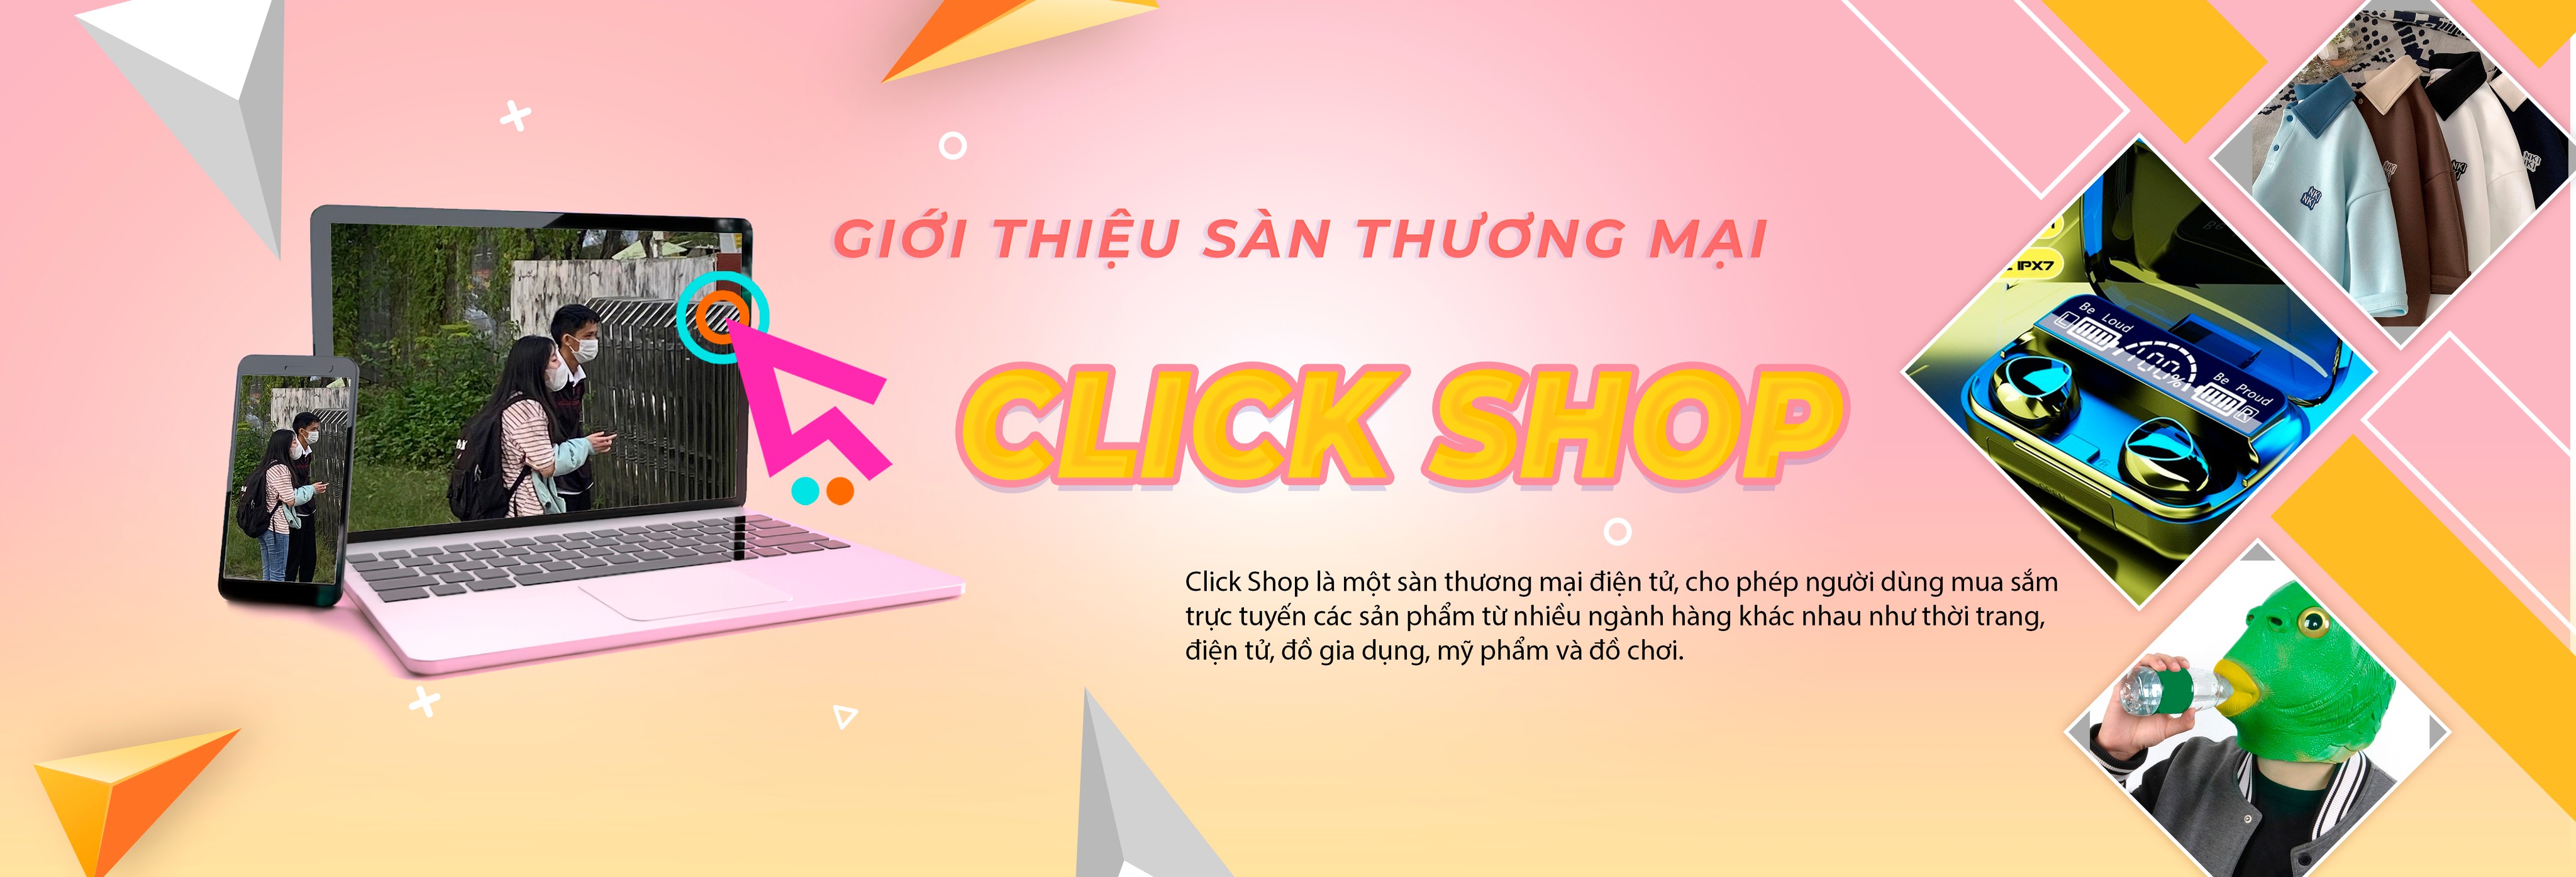 GIỚI THIỆU SÀN THƯƠNG MẠI
CLICK SHOP
Click Shop là một sàn thương mại điện tử, cho phép người dùng mua sắm
trực tuyến các sản phẩm từ nhiều ngành hàng khác nhau như thời trang,
điện tử, đồ gia dụng, mỹ phẩm và đồ chơi.
IPX7
Be Loud
L
100%
Be Proud
R